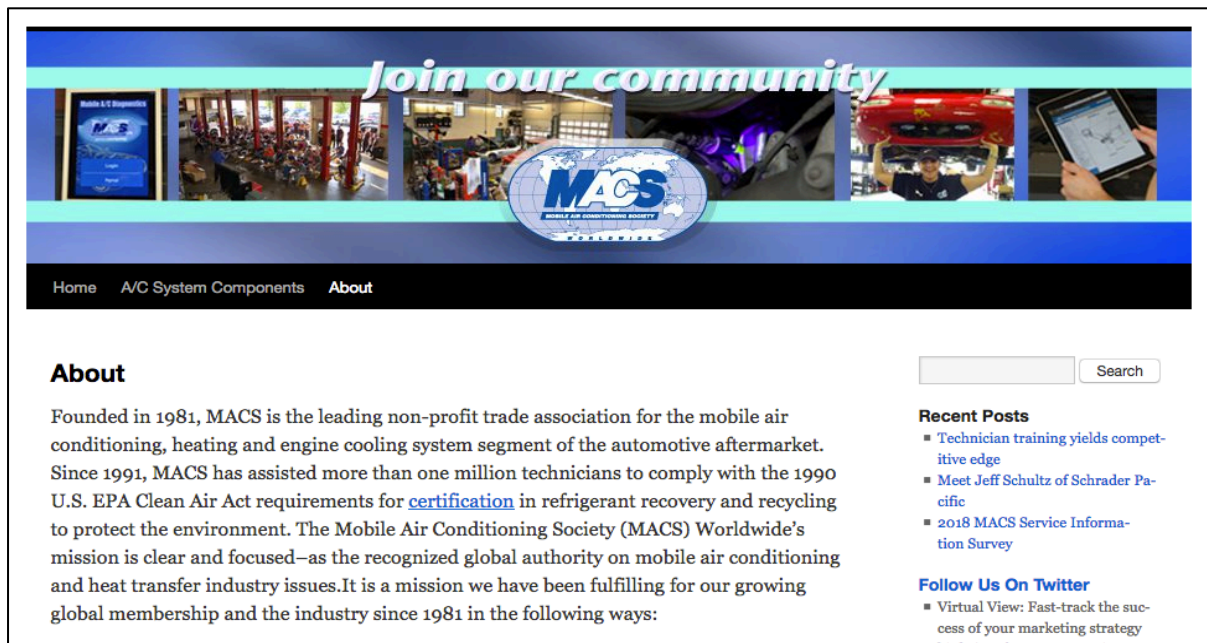 Join our community
Mobile A/C Diagnostics
MACS
Login
MACS
MOBILE AIR CONDITIONING SOCIETY
WORLDWIDE
Home A/C System Components About
About
Founded in 1981, MACS is the leading non-profit trade association for the mobile air
conditioning, heating and engine cooling system segment of the automotive aftermarket.
Since 1991, MACS has assisted more than one million technicians to comply with the 1990
U.S. EPA Clean Air Act requirements for certification in refrigerant recovery and recycling
to protect the environment. The Mobile Air Conditioning Society (MACS) Worldwide’s
mission is clear and focused–as the recognized global authority on mobile air conditioning
and heat transfer industry issues.It is a mission we have been fulfilling for our growing
global membership and the industry since 1981 in the following ways:
Search
Recent Posts
Technician training yields compet-
itive edge
Meet Jeff Schultz of Schrader Pa-
cific
2018 MACS Service Informa-
tion Survey
Follow Us On Twitter
Virtual View: Fast-track the suc-
cess of your marketing strategy